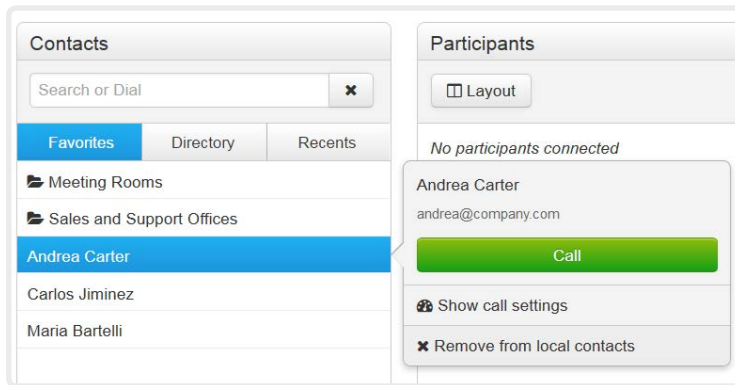 Contacts
Search or Dial
Favorites Directory Recents
Meeting Rooms
Sales and Support Offices
Andrea Carter
Carlos Jiminez
Maria Bartelli
Participants
Layout
No participants connected
Andrea Carter
andrea@company.com
Call
Show call settings
Remove from local contacts